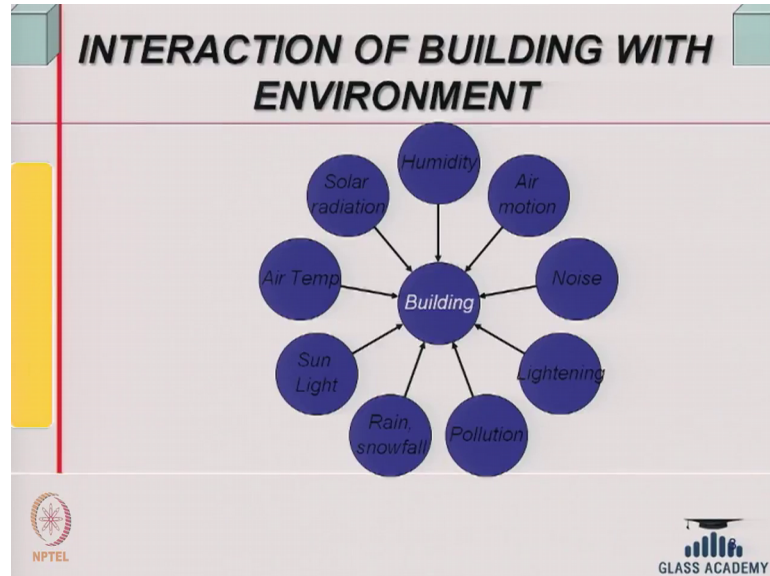 INTERACTION OF BUILDING WITH
ENVIRONMENT
Humidity
Solar
radiation
Air
motion
Air Temp
Noise
Building
Sun
Light
Lightening
Rain,
snowfall
Pollution
NPTEL
GLASS ACADEMY